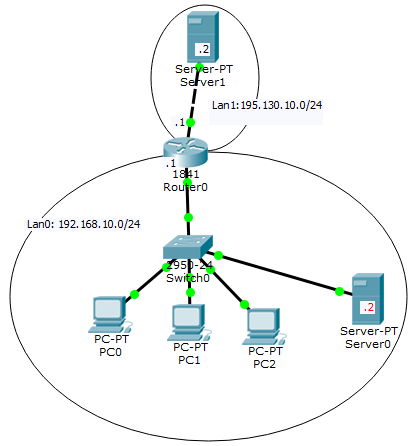 .2
Server-PT
Server1
Lan1:195.130.10.0/24
.1
.1
1841
Router0
Lan0: 192.168.10.0/24
2950-24
Switch0
.2
PC-PT
PC0
PC-PT
PC1
PC-PT
PC2
Server-PT
Server0